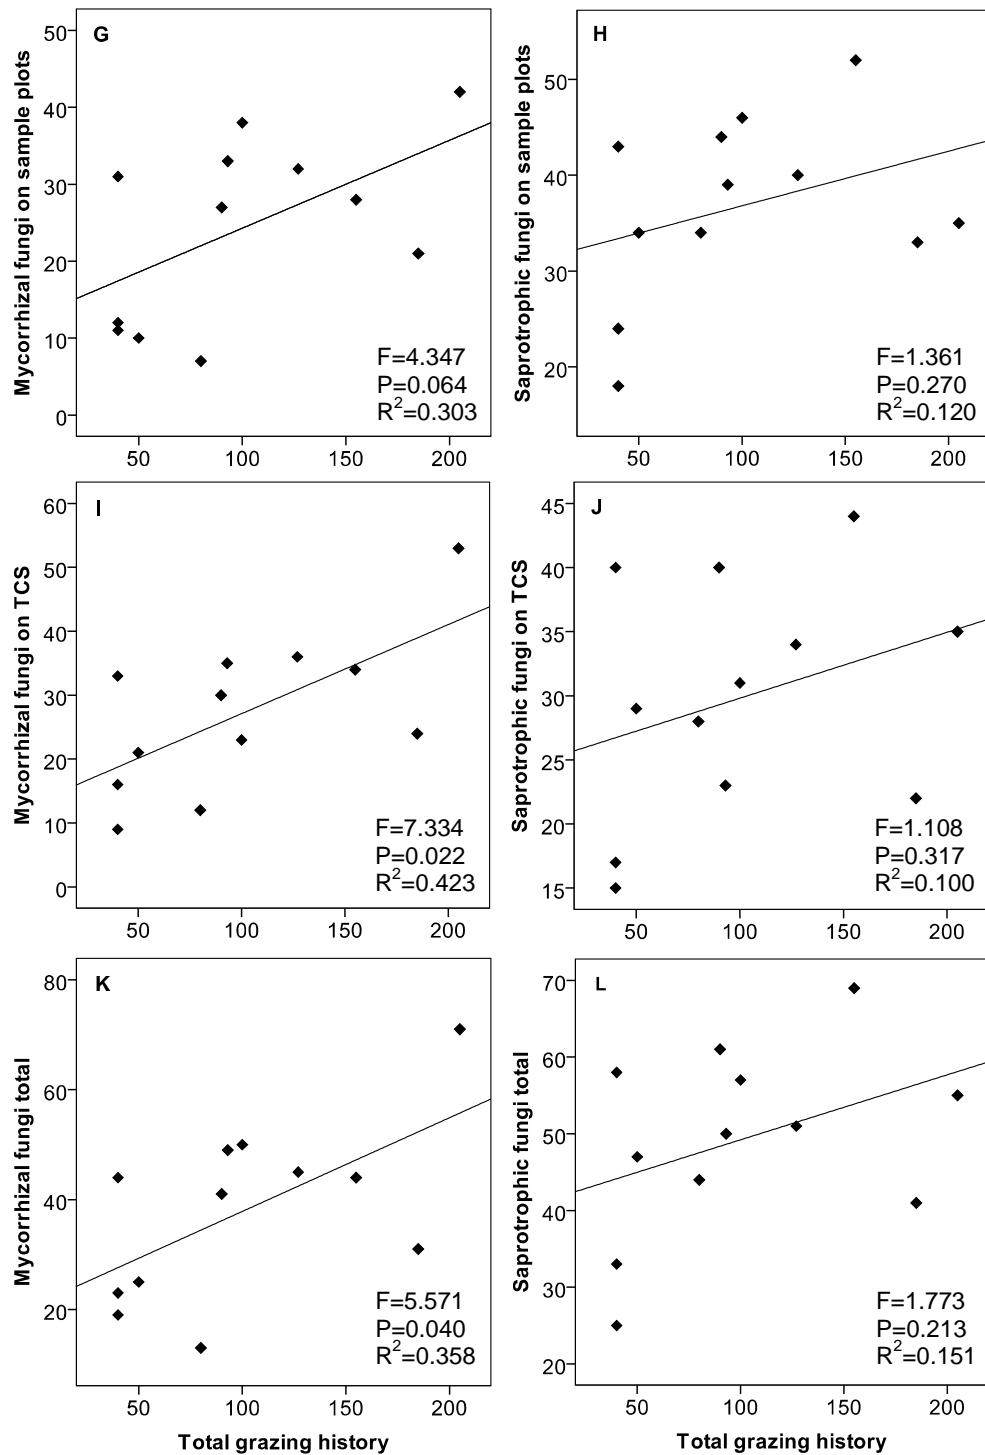 G
Mycorrhizal fungi on sample plots
50
40
30
20
10
0
F=4.347
P=0.064
R²=0.303
50 100 150 200
H
Saprotrophic fungi on sample plots
50
40
30
20
F=1.361
P=0.270
R²=0.120
50 100 150 200
I
Mycorrhizal fungi on TCS
60
50
40
30
20
10
0
F=7.334
P=0.022
R²=0.423
50 100 150 200
J
Saprotrophic fungi on TCS
45
40
35
30
25
20
15
F=1.108
P=0.317
R²=0.100
50 100 150 200
K
Mycorrhizal fungi total
80
60
40
20
F=5.571
P=0.040
R²=0.358
50 100 150 200
Total grazing history
L
Saprotrophic fungi total
70
60
50
40
30
20
F=1.773
P=0.213
R²=0.151
50 100 150 200
Total grazing history